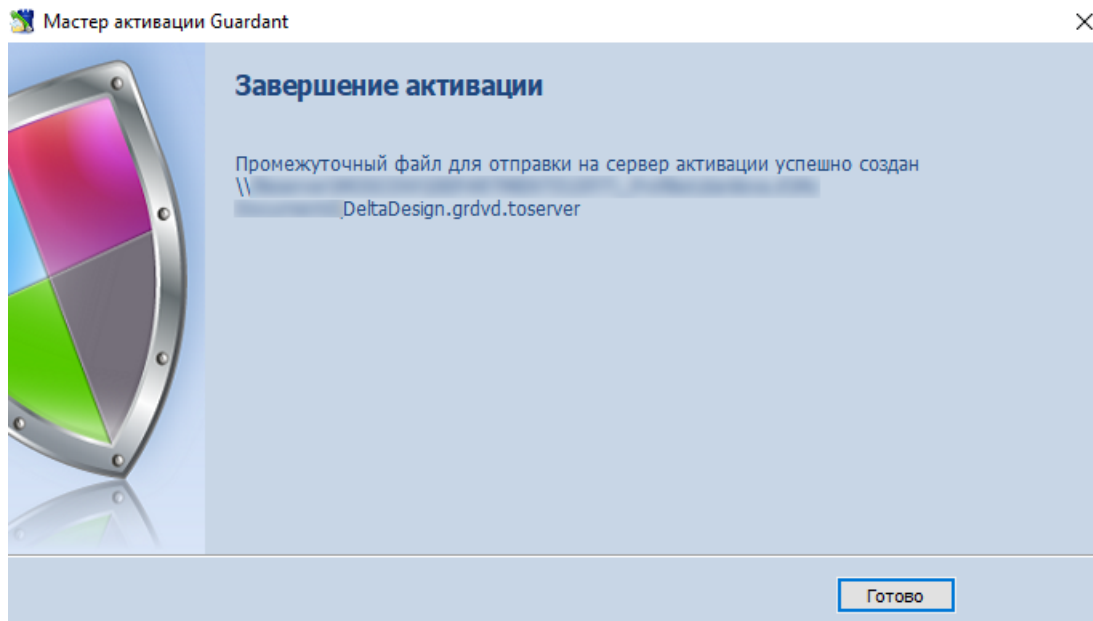 Мастер активации Guardant
Завершение активации
Промежуточный файл для отправки на сервер активации успешно создан
\\
DeltaDesign.grdvd.toserver
Готово